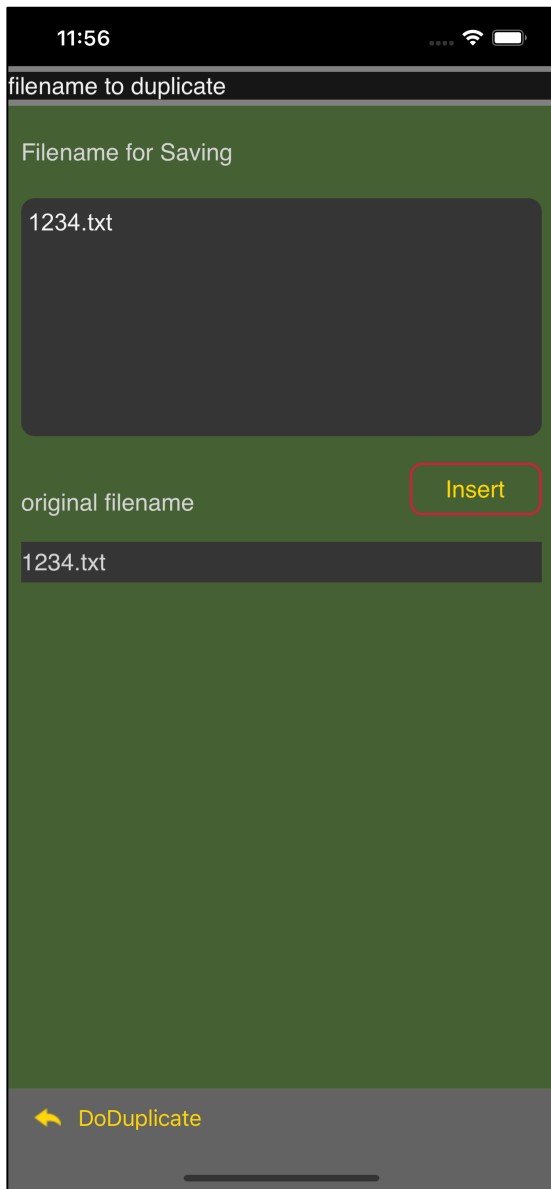 11:56
filename to duplicate
Filename for Saving
1234.txt
Insert
original filename
1234.txt
DoDuplicate